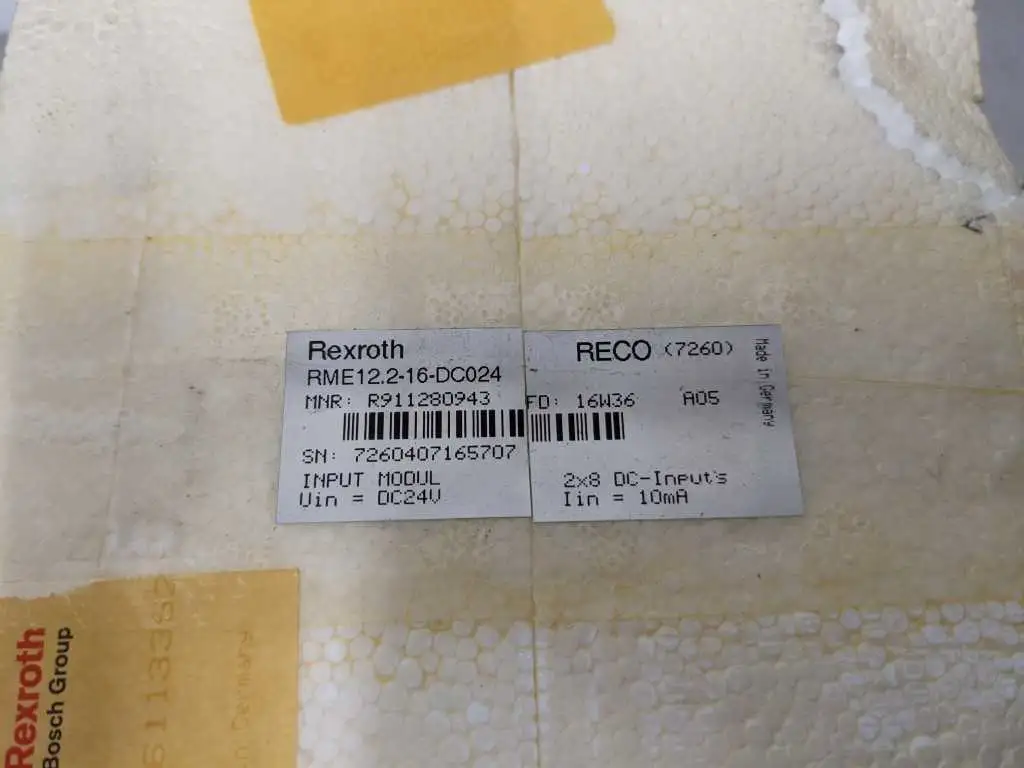 Rexroth
RME12.2-16-DC024
MNR: R911280943
SN: 7260407165707
INPUT MODUL
Uin = DC24V
RECO (7260)
FD: 16W36 A05
2x8 DC-Input's
Iin = 10mA
Made in Germany
Rexroth
Bosch Group